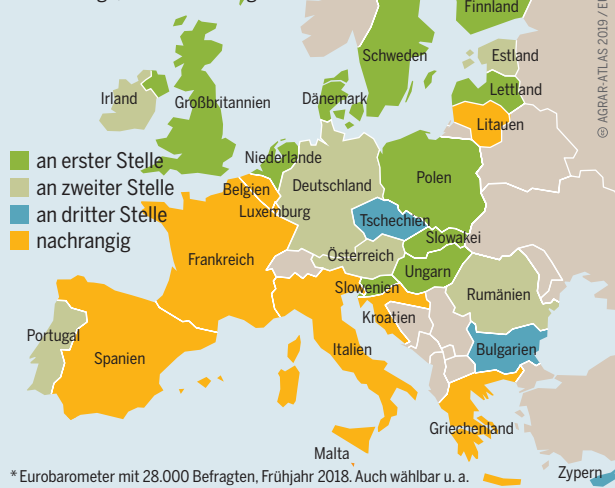 Finnland
Schweden
Estland
Lettland
Irland
Großbritannien
Dänemark
Litauen
an erster Stelle
an zweiter Stelle
an dritter Stelle
nachrangig
Niederlande
Belgien
Deutschland
Polen
Luxemburg
Tschechien
Slowakei
Frankreich
Österreich
Ungarn
Slowenien
Rumänien
Kroatien
Portugal
Spanien
Italien
Bulgarien
Griechenland
Malta
Zypern
* Eurobarometer mit 28.000 Befragten, Frühjahr 2018. Auch wählbar u. a.
© AGRAR-ATLAS 2019 /